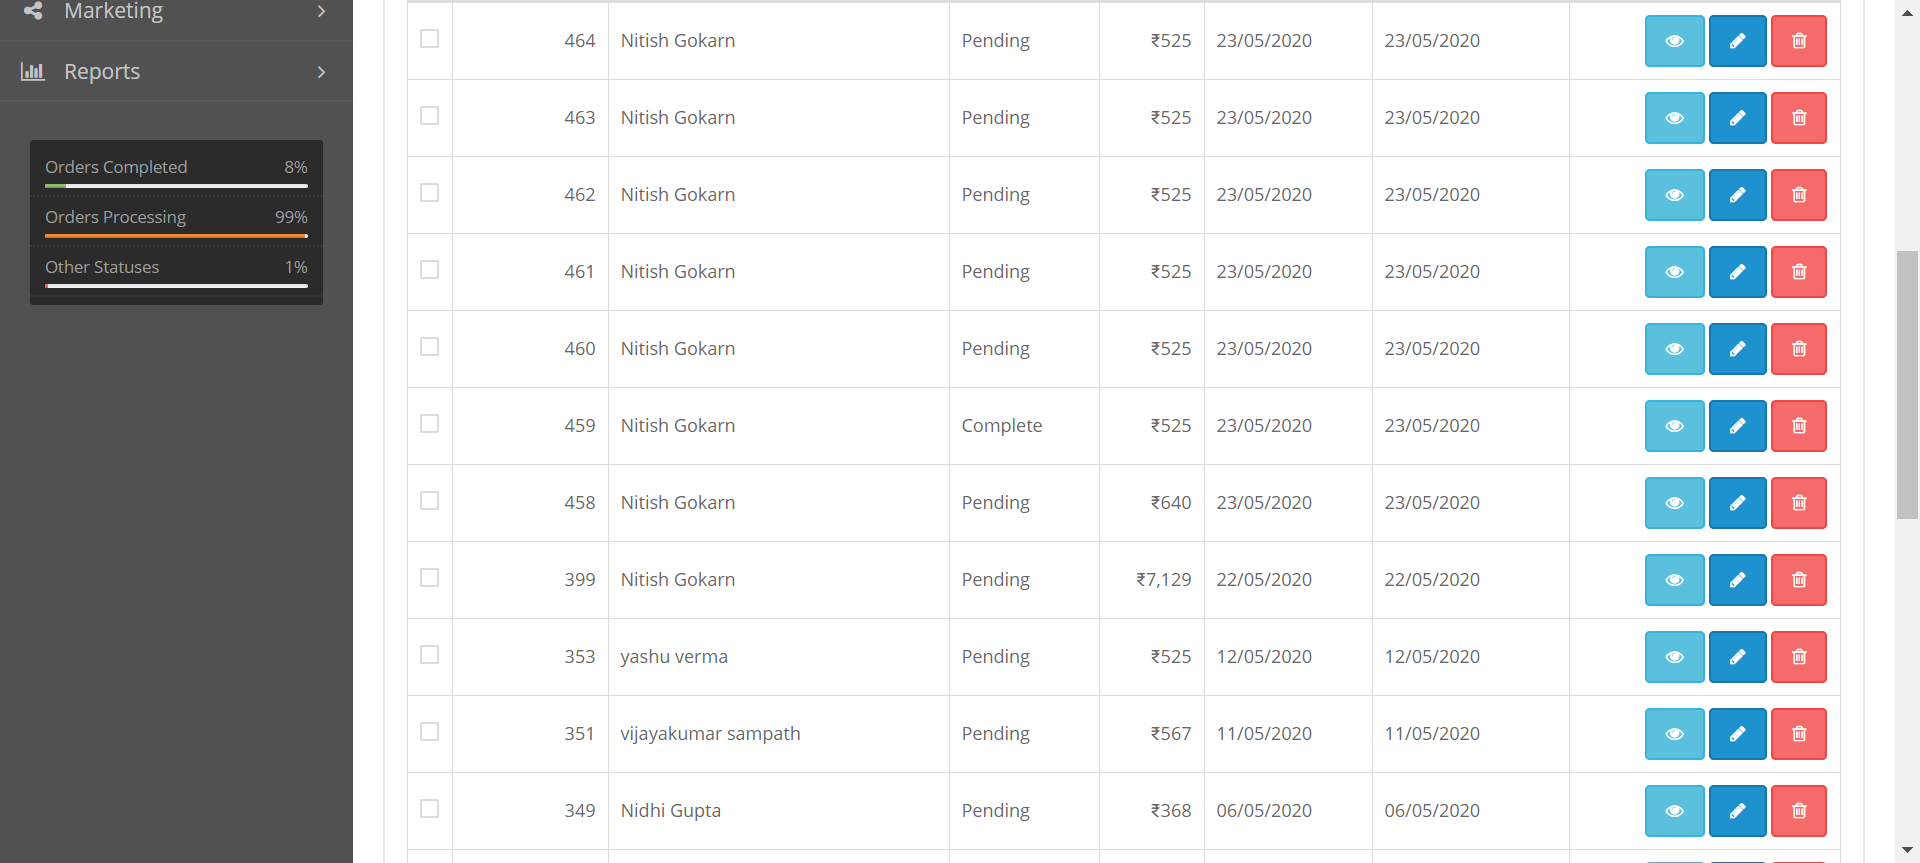 Marketing
Reports
Orders Completed 8%
Orders Processing 99%
Other Statuses 1%
464 Nitish Gokarn Pending ₹525 23/05/2020 23/05/2020
463 Nitish Gokarn Pending ₹525 23/05/2020 23/05/2020
462 Nitish Gokarn Pending ₹525 23/05/2020 23/05/2020
461 Nitish Gokarn Pending ₹525 23/05/2020 23/05/2020
460 Nitish Gokarn Pending ₹525 23/05/2020 23/05/2020
459 Nitish Gokarn Complete ₹525 23/05/2020 23/05/2020
458 Nitish Gokarn Pending ₹640 23/05/2020 23/05/2020
399 Nitish Gokarn Pending ₹7,129 22/05/2020 22/05/2020
353 yashu verma Pending ₹525 12/05/2020 12/05/2020
351 vijayakumar sampath Pending ₹567 11/05/2020 11/05/2020
349 Nidhi Gupta Pending ₹368 06/05/2020 06/05/2020